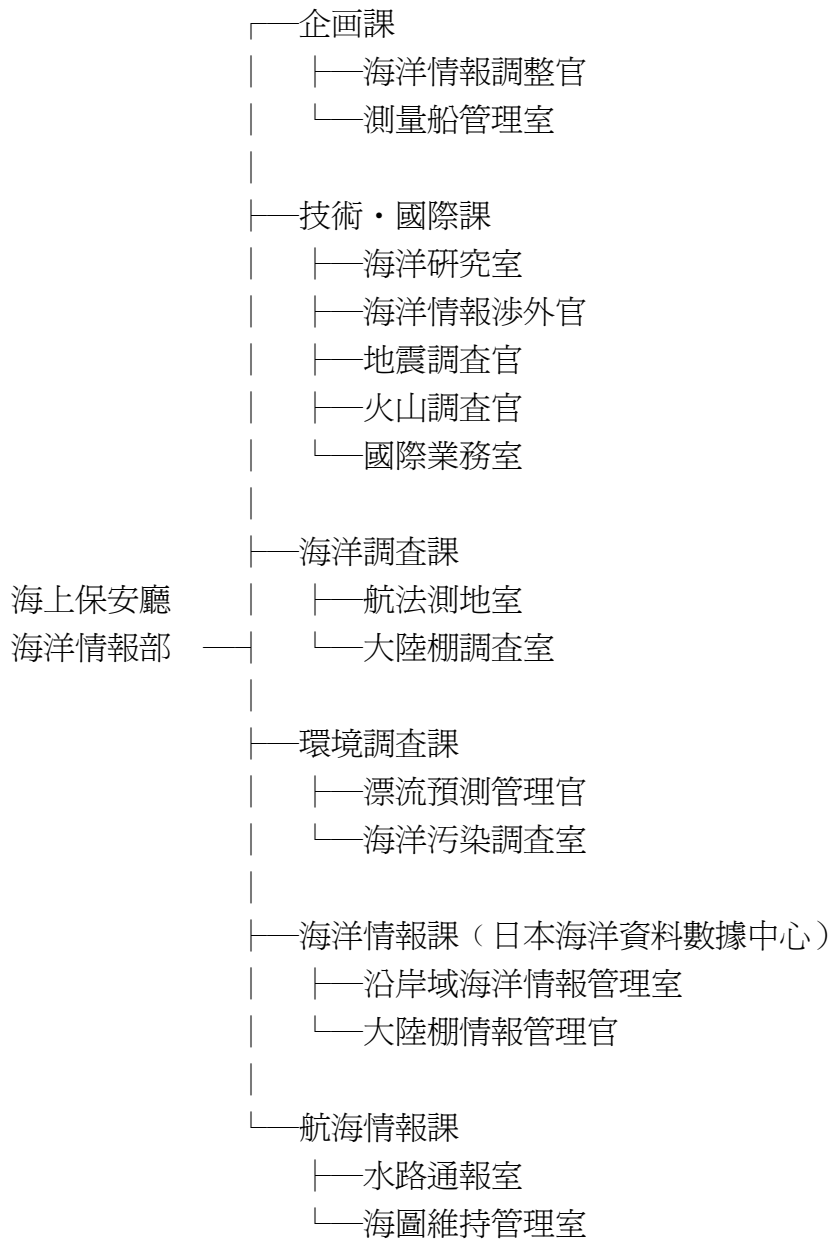 企画課
海洋情報調整官
測量船管理室
技術・國際課
海洋研究室
海洋情報渉外官
地震調査官
火山調査官
國際業務室
海洋調査課
海上保安廳
航法測地室
海洋情報部
大陸棚調査室
環境調査課
漂流預測管理官
海洋汚染調査室
海洋情報課（日本海洋資料數據中心）
沿岸域海洋情報管理室
大陸棚情報管理官
航海情報課
水路通報室
海圖維持管理室